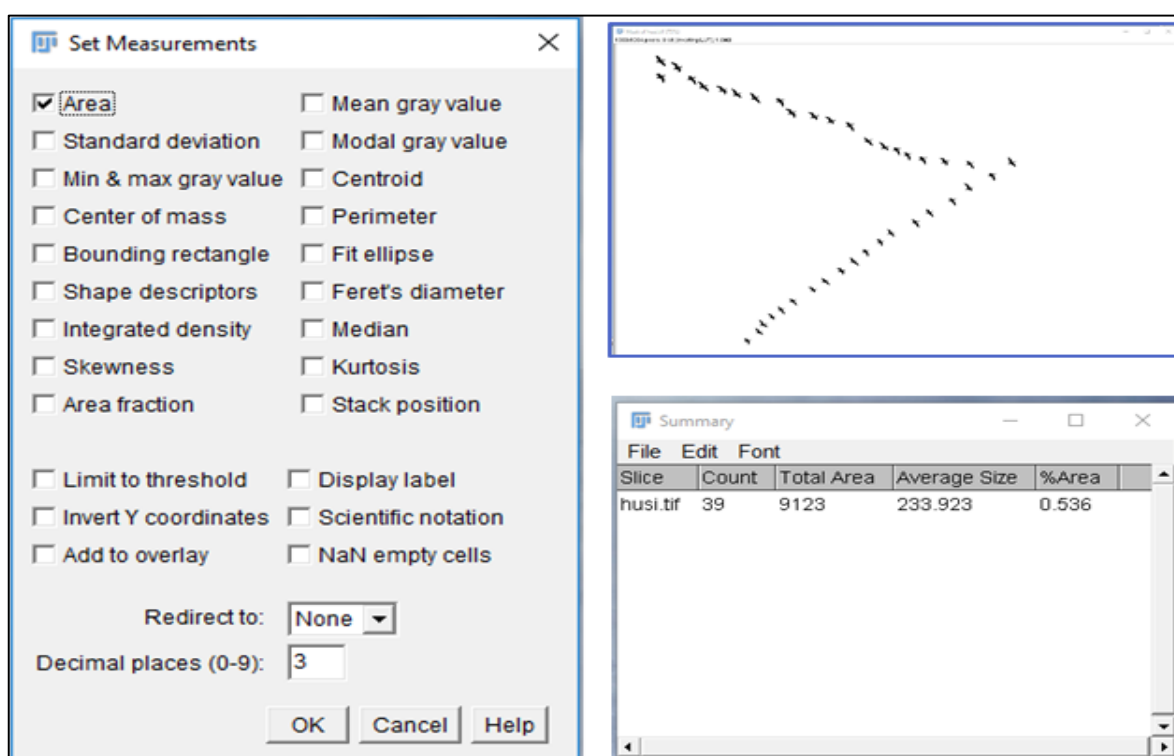 Set Measurements
Area
Mean gray value
Standard deviation
Modal gray value
Min & max gray value
Centroid
Center of mass
Perimeter
Bounding rectangle
Fit ellipse
Shape descriptors
Feret's diameter
Integrated density
Median
Skewness
Kurtosis
Area fraction
Stack position
Limit to threshold
Display label
Invert Y coordinates
Scientific notation
Add to overlay
NaN empty cells
Redirect to: None
Decimal places (0-9): 3
OK Cancel Help
Summary
File Edit Font
Slice Count Total Area Average Size %Area
husi.tif 39 9123 233.923 0.536